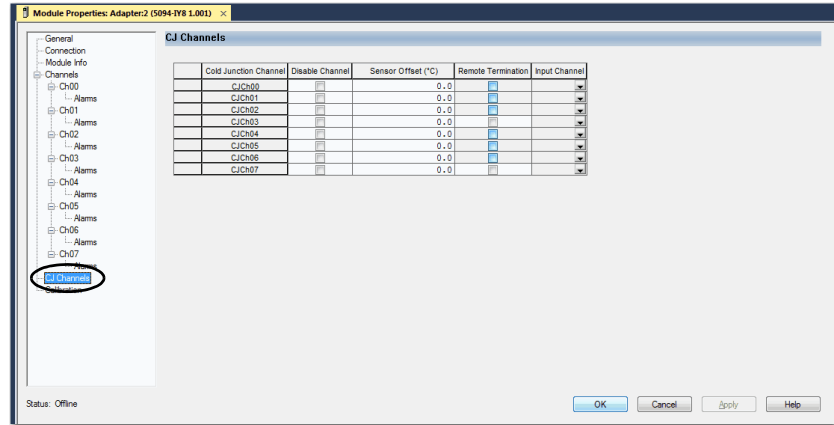 Module Properties: Adapter:2 (5094-IY8 1.001) ×
General
Connection
Module Info
Channels
Ch00
Alarms
Ch01
Alarms
Ch02
Alarms
Ch03
Alarms
Ch04
Alarms
Ch05
Alarms
Ch06
Alarms
Ch07
Alarms
CJ Channels
Calibration
CJ Channels
Cold Junction Channel Disable Channel Sensor Offset (°C) Remote Termination Input Channel
CJCh00 0.0
CJCh01 0.0
CJCh02 0.0
CJCh03 0.0
CJCh04 0.0
CJCh05 0.0
CJCh06 0.0
CJCh07 0.0
Status: Offline
OK Cancel Apply Help